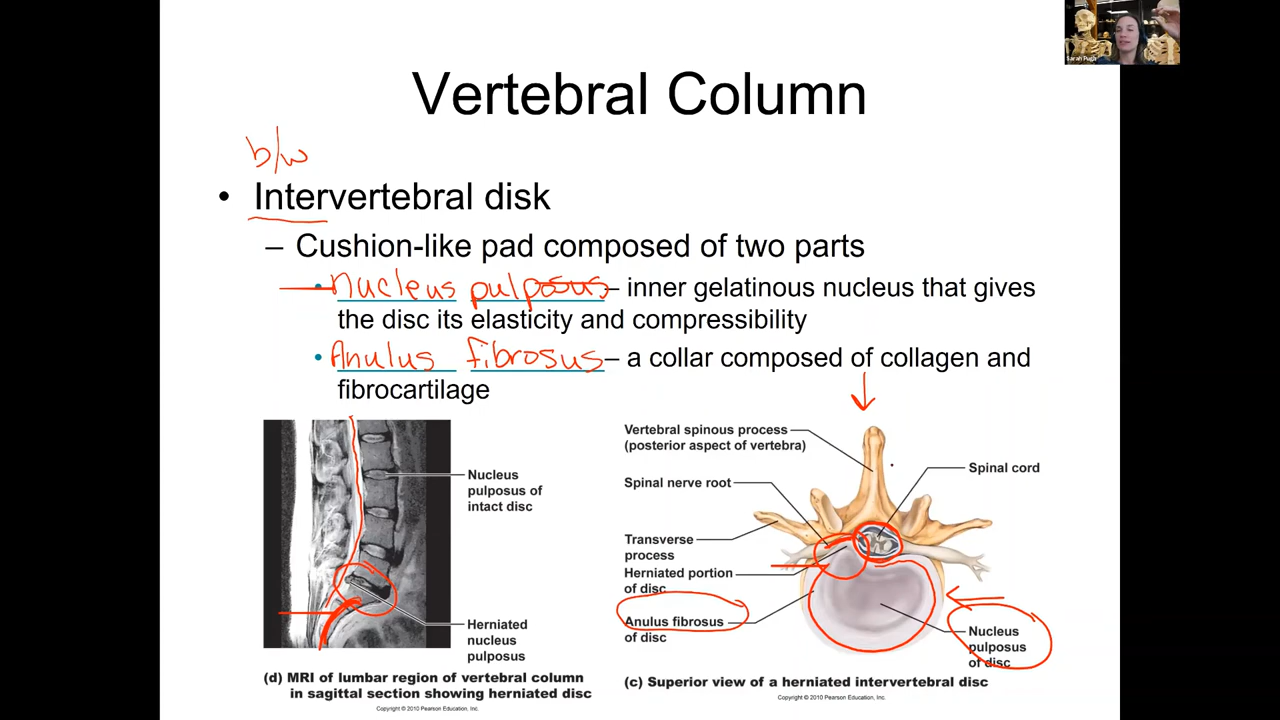 Sarah Pugh
Vertebral Column
b/w
• Intervertebral disk
– Cushion-like pad composed of two parts
• Nucleus pulposus – inner gelatinous nucleus that gives
the disc its elasticity and compressibility
• Anulus fibrosus – a collar composed of collagen and
fibrocartilage
Nucleus
pulposus of
intact disc
Herniated
nucleus
pulposus
(d) MRI of lumbar region of vertebral column
in sagittal section showing herniated disc
Copyright © 2010 Pearson Education, Inc.
Vertebral spinous process
(posterior aspect of vertebra)
Spinal nerve root
Transverse
process
Herniated portion
of disc
Anulus fibrosus
of disc
Spinal cord
Nucleus
pulposus
of disc
(c) Superior view of a herniated intervertebral disc
Copyright © 2010 Pearson Education, Inc.